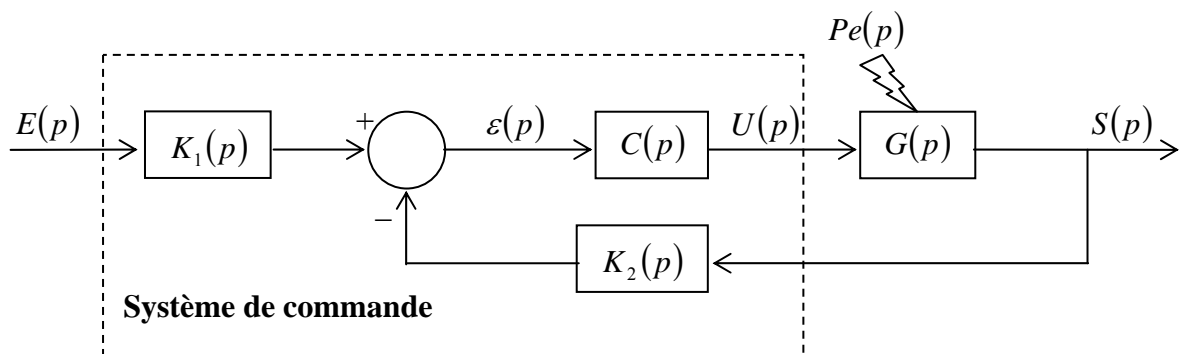 Pe(p)
E(p)
K₁(p)
+
ε(p)
C(p)
U(p)
G(p)
S(p)
−
K₂(p)
Système de commande